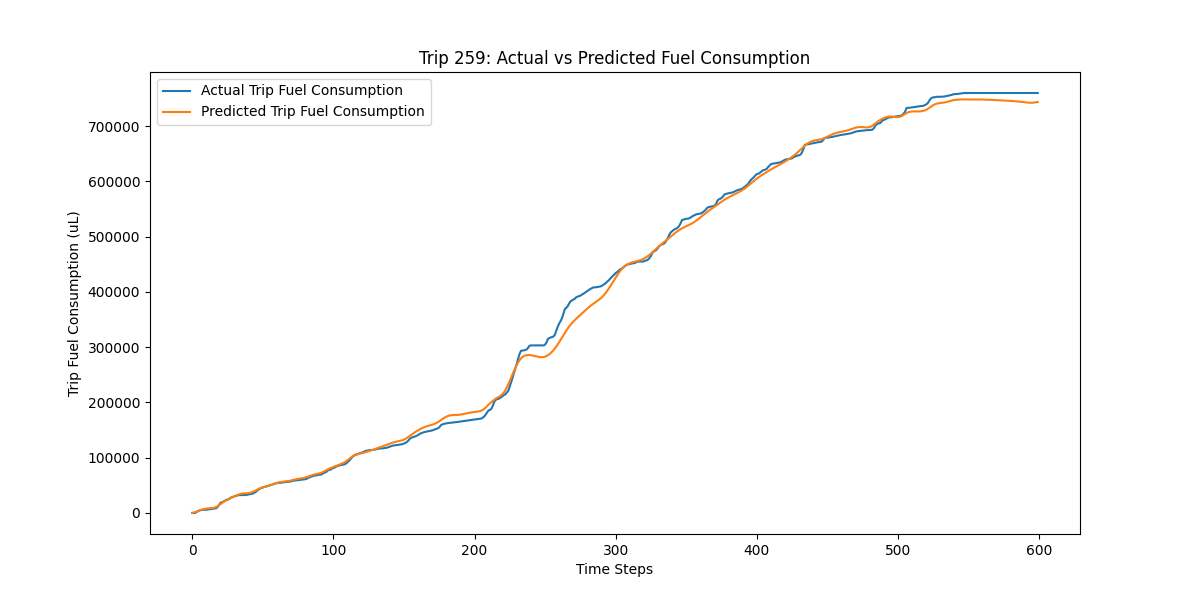 Trip 259: Actual vs Predicted Fuel Consumption
Actual Trip Fuel Consumption
Predicted Trip Fuel Consumption
Trip Fuel Consumption (uL)
700000
600000
500000
400000
300000
200000
100000
0
0 100 200 300 400 500 600
Time Steps